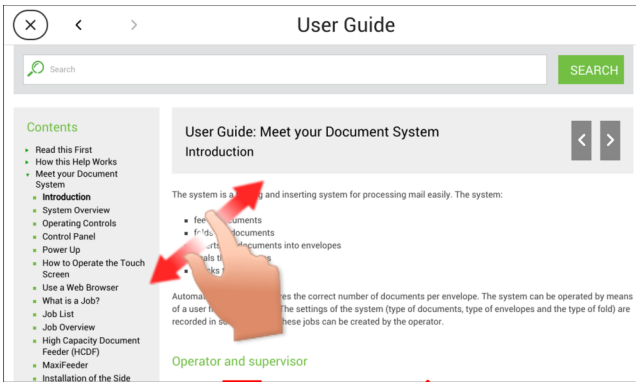 User Guide
Search
SEARCH
Contents
Read this First
How this Help Works
Meet your Document
System
Introduction
System Overview
Operating Controls
Control Panel
Power Up
How to Operate the Touch
Screen
Use a Web Browser
What is a Job?
Job List
Job Overview
High Capacity Document
Feeder (HCDF)
MaxiFeeder
Installation of the Side
User Guide: Meet your Document System
Introduction
The system is a and inserting system for processing mail easily. The system:
documents
documents
documents into envelopes
Automa the correct number of documents per envelope. The system can be operated by means
of a user The settings of the system (type of documents, type of envelopes and the type of fold) are
recorded in hese jobs can be created by the operator.
Operator and supervisor